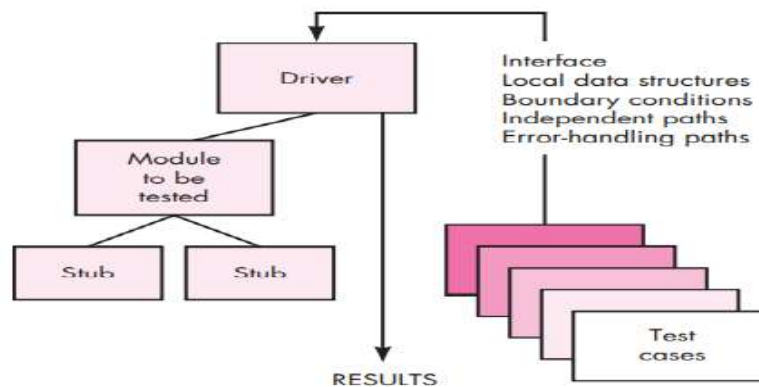 Driver
Interface
Local data structures
Boundary conditions
Independent paths
Error-handling paths
Module
to be
tested
Stub
Stub
Test
cases
RESULTS